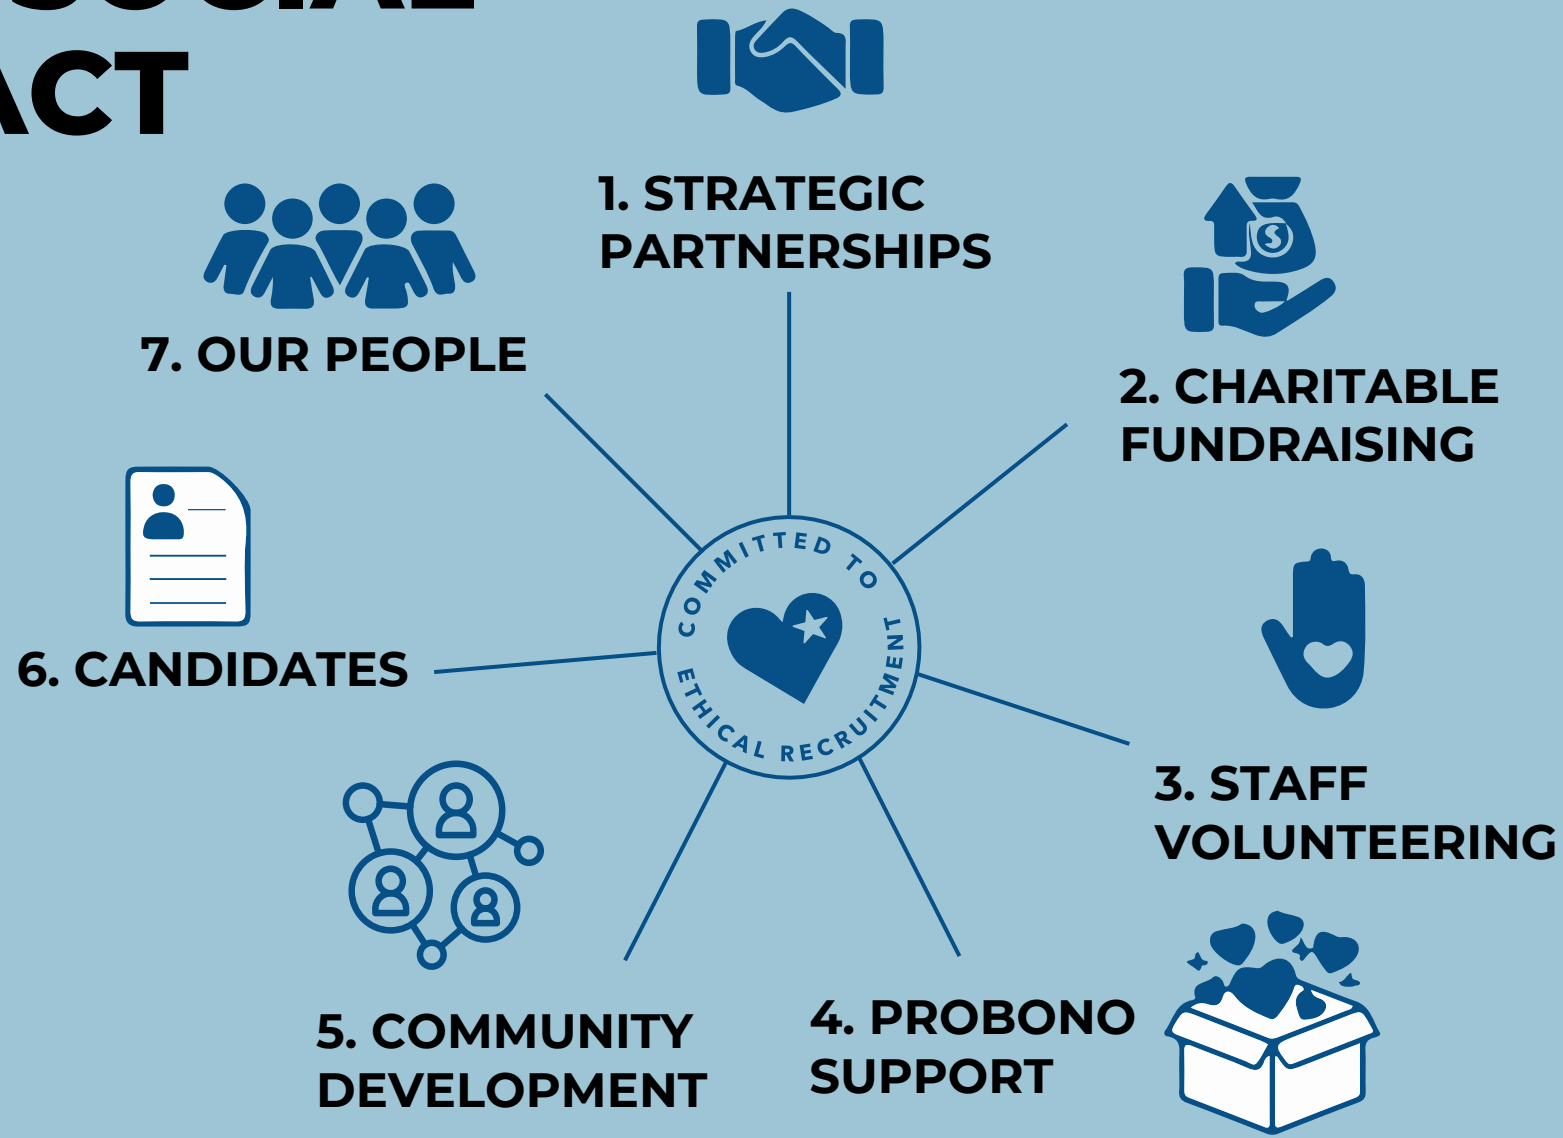 SOCIAL
ACT
1. STRATEGIC
PARTNERSHIPS
2. CHARITABLE
FUNDRAISING
3. STAFF
VOLUNTEERING
4. PROBONO
SUPPORT
5. COMMUNITY
DEVELOPMENT
6. CANDIDATES
7. OUR PEOPLE
COMMITTED TO
ETHICAL RECRUITMENT